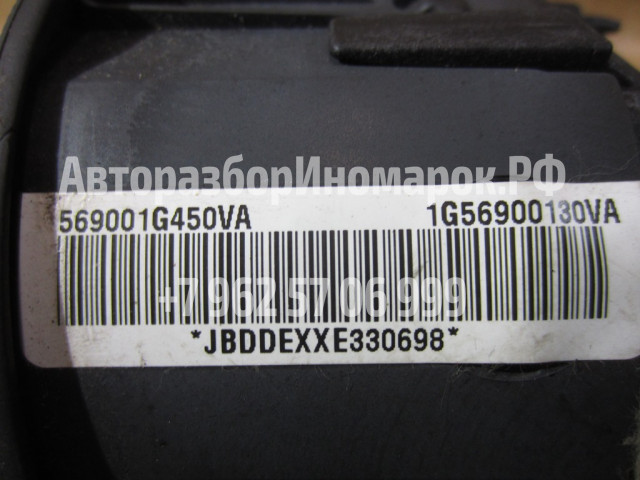 АвторазборИномарок.РФ
569001G450VA 1G56900130VA
+7 962 57 06 999
*JBDDEXXE330698*